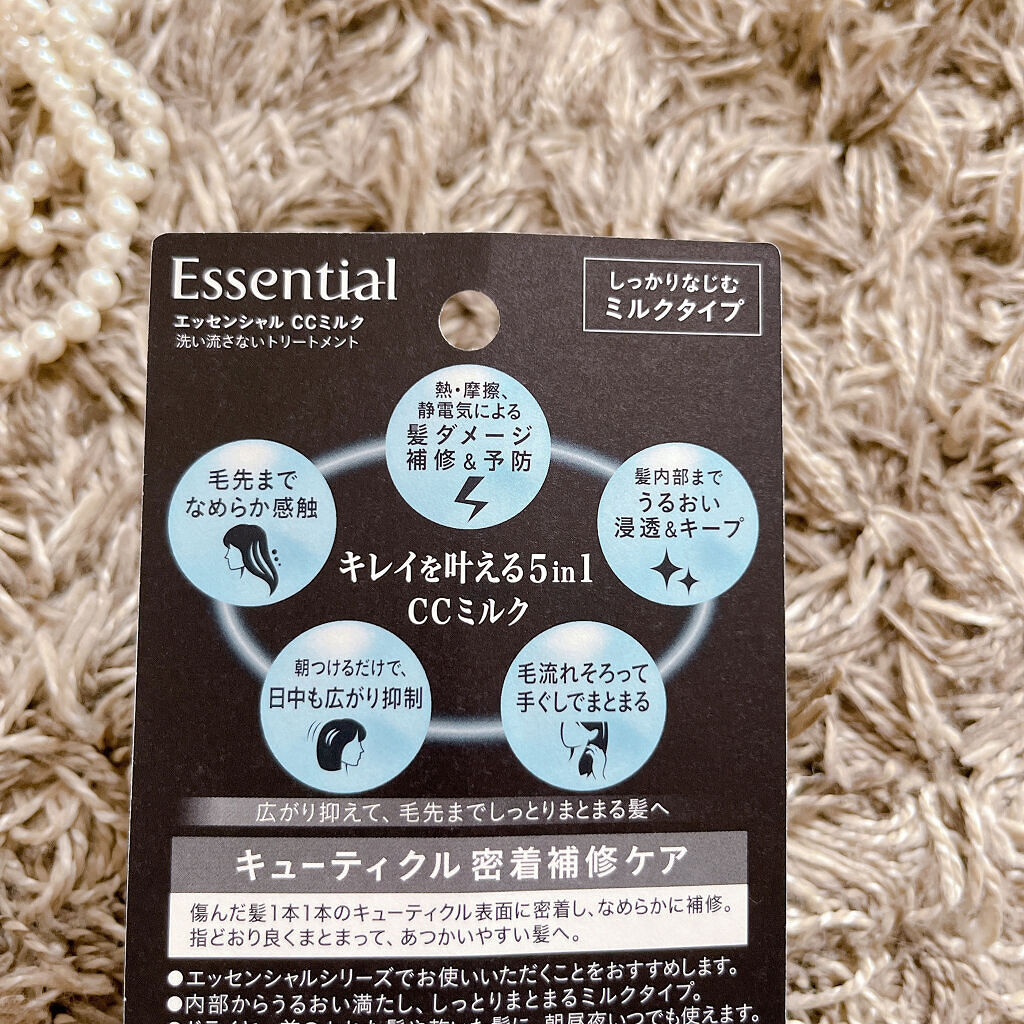 Essential
エッセンシャル CCミルク
洗い流さないトリートメント
しっかりなじむ
ミルクタイプ
熱・摩擦、
静電気による
髪ダメージ
補修&予防
毛先まで
なめらか感触
髪内部まで
うるおい
浸透&キープ
キレイを叶える5in1
CCミルク
朝つけるだけで、
日中も広がり抑制
毛流れそろって
手ぐしでまとまる
広がり抑えて、毛先までしっとりまとまる髪へ
キューティクル 密着補修ケア
傷んだ髪1本1本のキューティクル表面に密着し、なめらかに補修。
指どおり良くまとまって、あつかいやすい髪へ。
●エッセンシャルシリーズでお使いいただくことをおすすめします。
●内部からうるおい満たし、しっとりまとまるミルクタイプ。
朝昼夜いつでも使えます。